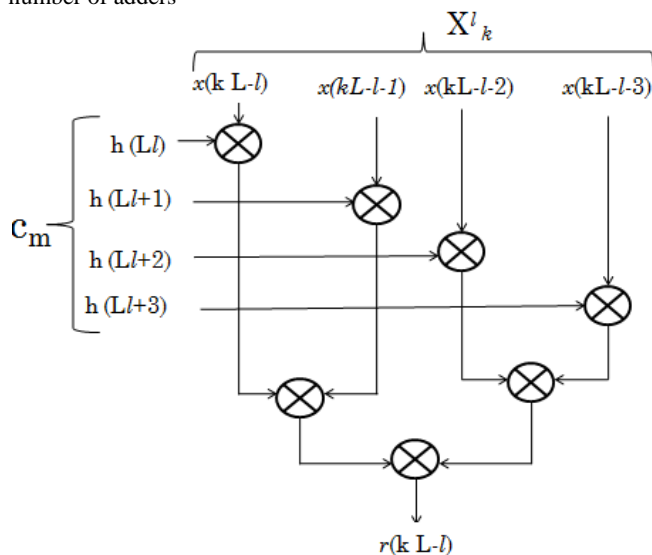 number of adders
X^l_k
x(k L-l) x(kL-l-1) x(kL-l-2) x(kL-l-3)
h (Ll)
h (Ll+1)
c_m
h (Ll+2)
h (Ll+3)
r(k L-l)